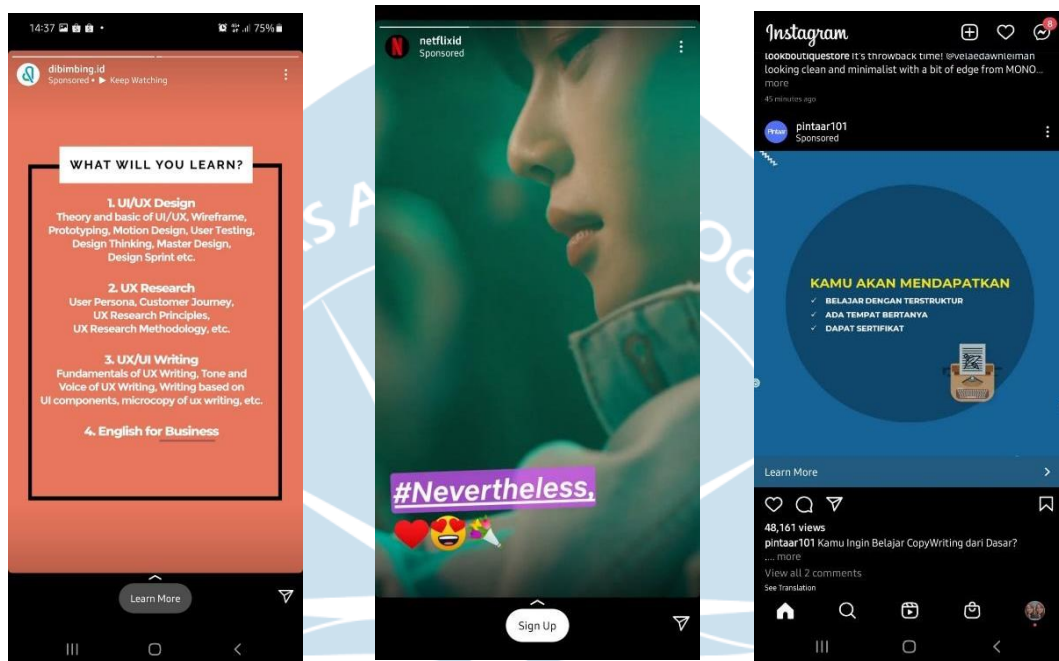 14:37
75%
dibimbing.id
Sponsored • ▶ Keep Watching
WHAT WILL YOU LEARN?
1. UI/UX Design
Theory and basic of UI/UX, Wireframe,
Prototyping, Motion Design, User Testing,
Design Thinking, Master Design,
Design Sprint etc.
2. UX Research
User Persona, Customer Journey,
UX Research Principles,
UX Research Methodology, etc.
3. UX/UI Writing
Fundamentals of UX Writing, Tone and
Voice of UX Writing, Writing based on
UI components, microcopy of ux writing, etc.
4. English for Business
Learn More
netflixid
Sponsored
#Nevertheless,
Sign Up
Instagram
8
lookboutiquestore It's throwback time! @velaedawnleiman
looking clean and minimalist with a bit of edge from MONO...
more
45 minutes ago
Pintaar
pintaar101
Sponsored
KAMU AKAN MENDAPATKAN
✓ BELAJAR DENGAN TERSTRUKTUR
✓ ADA TEMPAT BERTANYA
✓ DAPAT SERTIFIKAT
Learn More
48,161 views
pintaar101 Kamu Ingin Belajar CopyWriting dari Dasar?
.... more
View all 2 comments
See Translation